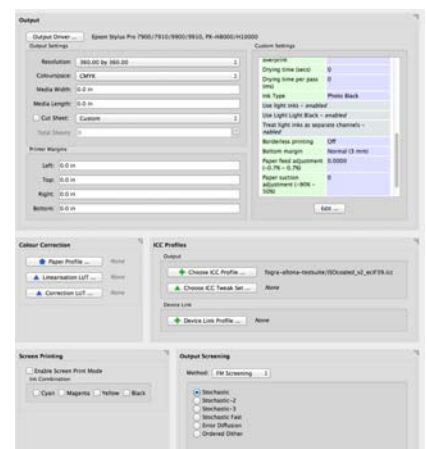 Output
Output Driver ... Epson Stylus Pro 7900/7910/9900/9910, PX-H8000/H10000
Output Settings
Resolution: 360.00 by 360.00
Colourspace: CMYK
Media Width: 0.0 in
Media Length: 0.0 in
Cut Sheet: Custom
Total Sheets:
Printer Margins
Left: 0.0 in
Top: 0.0 in
Right: 0.0 in
Bottom: 0.0 in
Custom Settings
overprint
Drying time (secs) 0
Drying time per pass 0
(ms)
Ink Type Photo Black
Use light inks - enabled
Use Light Light Black - enabled
Treat light inks as separate channels -
nabled
Borderless printing Off
Bottom margin Normal (3 mm)
Paper feed adjustment 0.0000
(-0.7% - 0.7%)
Paper suction 0
adjustment (-90% -
50%)
Edit ...
Colour Correction
Paper Profile ... None
Linearisation LUT ... None
Correction LUT ... None
ICC Profiles
Output
Choose ICC Profile ...
Choose ICC Tweak Set ... None
Device Link
Device Link Profile ... None
Screen Printing
Enable Screen Print Mode
Ink Combination
Cyan Magenta Yellow Black
Output Screening
Method: FM Screening
Stochastic
Stochastic-2
Stochastic-3
Stochastic Fast
Error Diffusion
Ordered Dither